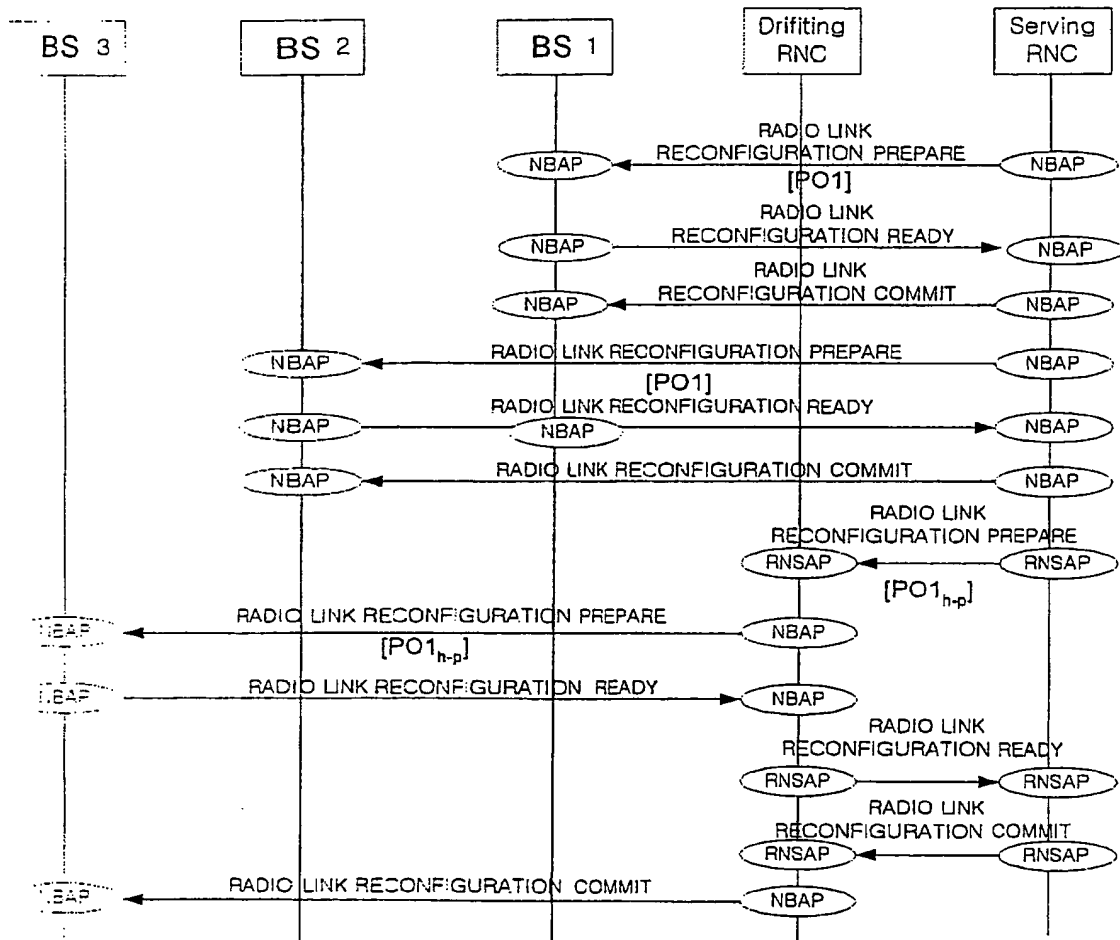 BS 3
BS 2
BS 1
Drifiting
RNC
Serving
RNC
RADIO LINK
RECONFIGURATION PREPARE
NBAP
NBAP
[PO1]
RADIO LINK
RECONFIGURATION READY
NBAP
NBAP
RADIO LINK
RECONFIGURATION COMMIT
NBAP
NBAP
RADIO LINK RECONFIGURATION PREPARE
NBAP
NBAP
[PO1]
RADIO LINK RECONFIGURATION READY
NBAP
NBAP
NBAP
RADIO LINK RECONFIGURATION COMMIT
NBAP
NBAP
RADIO LINK
RECONFIGURATION PREPARE
RNSAP
RNSAP
[PO1h-p]
RADIO LINK RECONFIGURATION PREPARE
NBAP
NBAP
[PO1h-p]
RADIO LINK RECONFIGURATION READY
NBAP
NBAP
RADIO LINK
RECONFIGURATION READY
RNSAP
RNSAP
RADIO LINK
RECONFIGURATION COMMIT
RNSAP
RNSAP
RADIO LINK RECONFIGURATION COMMIT
NBAP
NBAP